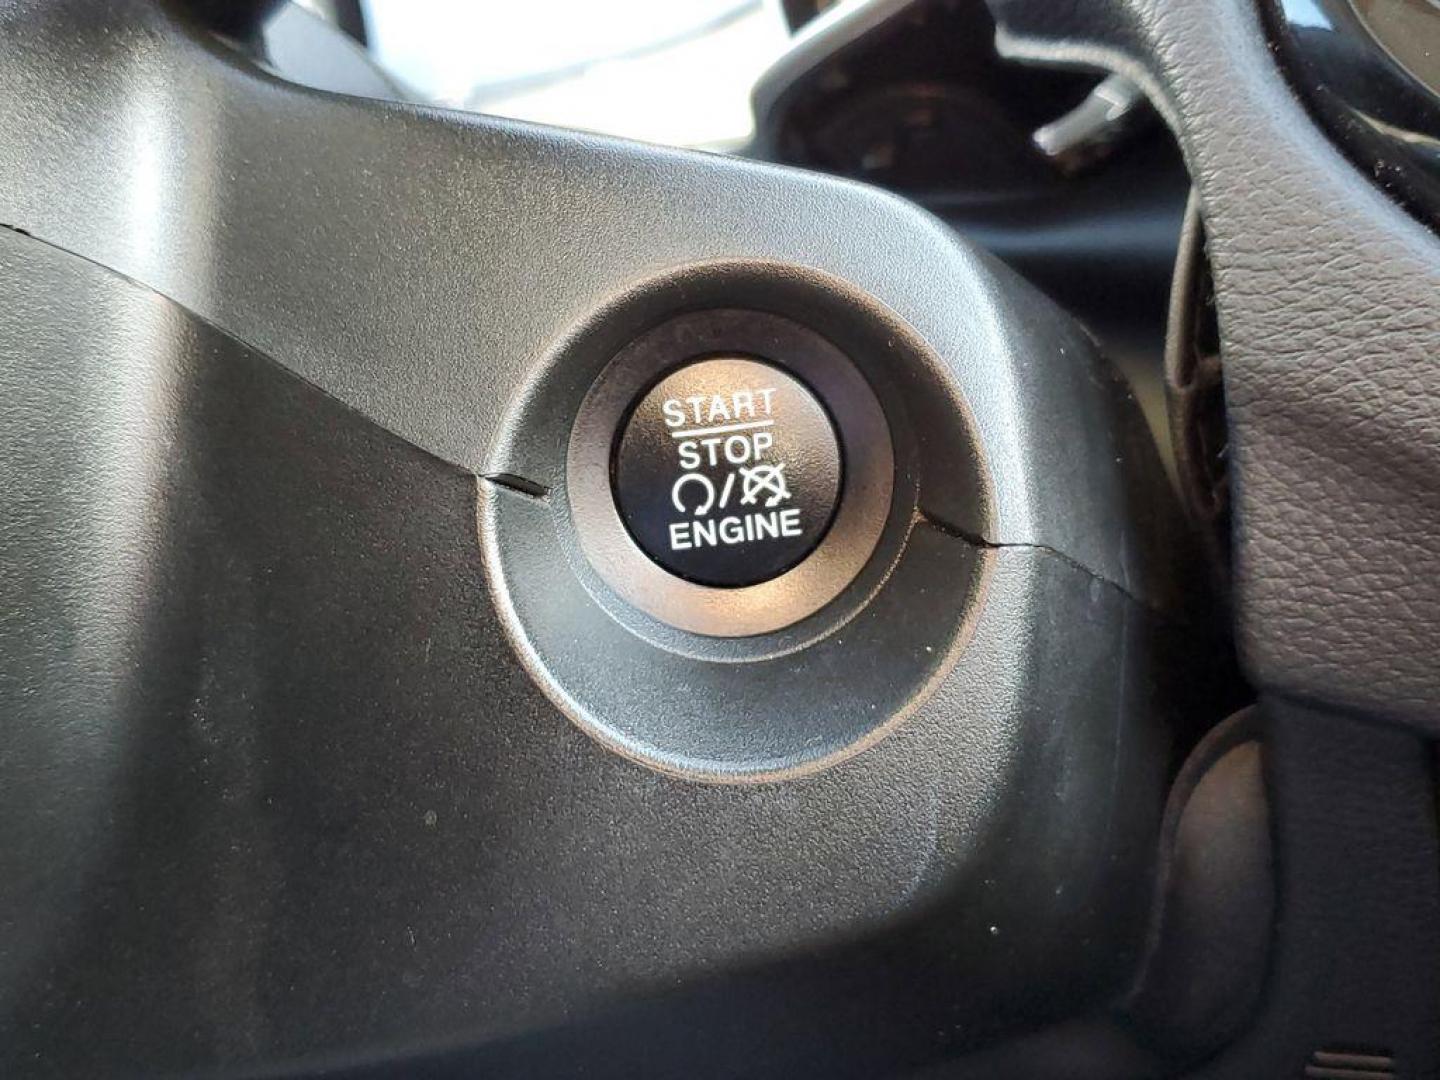 START
STOP
/
ENGINE